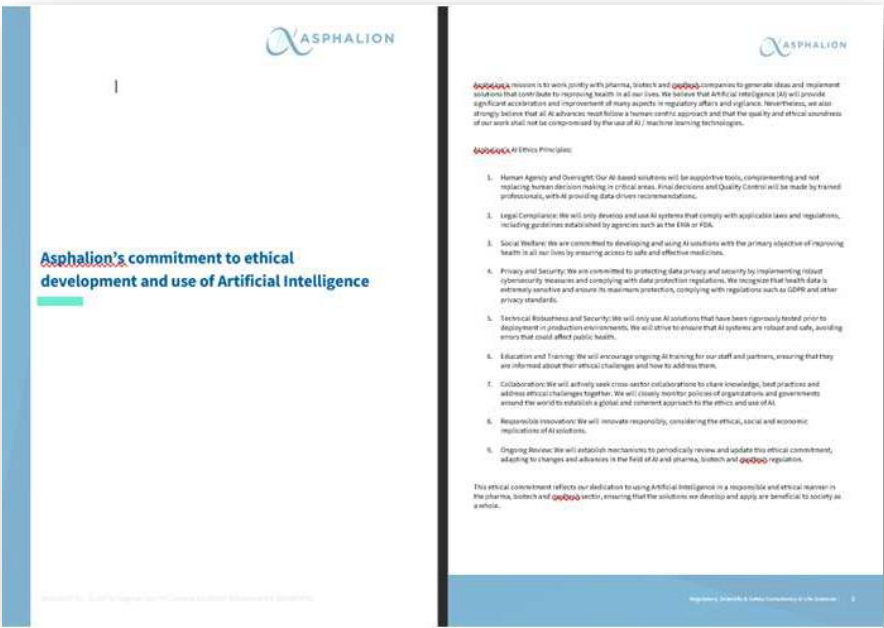 ASPHALION
Asphalion's commitment to ethical
development and use of Artificial Intelligence
ASPHALION
Asphalion's mission is to work jointly with pharma, biotech and medtech companies to generate ideas and implement
solutions that contribute to improving health in all our lives. We believe that Artificial Intelligence (AI) will provide
significant acceleration and improvement of many aspects in regulatory affairs and vigilance. Nevertheless, we also
strongly believe that all AI advances must follow a human centric approach and that the quality and ethical soundness
of our work shall not be compromised by the use of AI / machine learning technologies.
Asphalion's AI Ethics Principles:
1. Human Agency and Oversight: Our AI-based solutions will be supportive tools, complementing and not
replacing human decision making in critical areas. Final decisions and Quality Control will be made by trained
professionals, with AI providing data-driven recommendations.
2. Legal Compliance: We will only develop and use AI systems that comply with applicable laws and regulations,
including guidelines established by agencies such as the EMA or FDA.
3. Social Welfare: We are committed to developing and using AI solutions with the primary objective of improving
health in all our lives by ensuring access to safe and effective medicines.
4. Privacy and Security: We are committed to protecting data privacy and security by implementing robust
cybersecurity measures and complying with data protection regulations. We recognize that health data is
extremely sensitive and ensure its maximum protection, complying with regulations such as GDPR and other
privacy standards.
5. Technical Robustness and Security: We will only use AI solutions that have been rigorously tested prior to
deployment in production environments. We will strive to ensure that AI systems are robust and safe, avoiding
errors that could affect public health.
6. Education and Training: We will encourage ongoing AI training for our staff and partners, ensuring that they
are informed about their ethical challenges and how to address them.
7. Collaboration: We will actively seek cross-sector collaborations to share knowledge, best practices and
address ethical challenges together. We will closely monitor policies of organizations and governments
around the world to establish a global and coherent approach to the ethics and use of AI.
8. Responsible Innovation: We will innovate responsibly, considering the ethical, social and economic
implications of AI solutions.
9. Ongoing Review: We will establish mechanisms to periodically review and update this ethical commitment,
adapting to changes and advances in the field of AI and pharma, biotech and medtech regulation.
This ethical commitment reflects our dedication to using Artificial Intelligence in a responsible and ethical manner in
the pharma, biotech and medtech sector, ensuring that the solutions we develop and apply are beneficial to society as
a whole.
Regulatory, Scientific & Safety Consultancy in Life Sciences